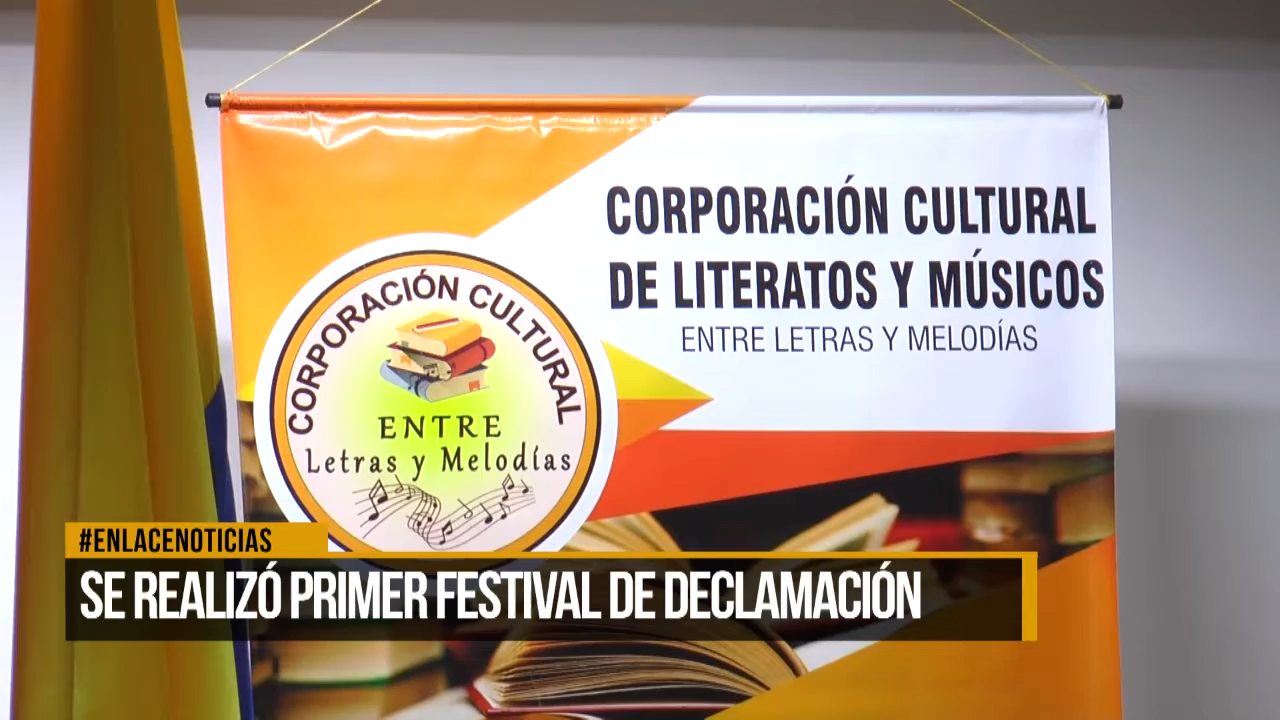 CORPORACIÓN CULTURAL
DE LITERATOS Y MÚSICOS
ENTRE LETRAS Y MELODÍAS
CORPORACIÓN CULTURAL
ENTRE
Letras y Melodías
#ENLACENOTICIAS
SE REALIZÓ PRIMER FESTIVAL DE DECLAMACIÓN